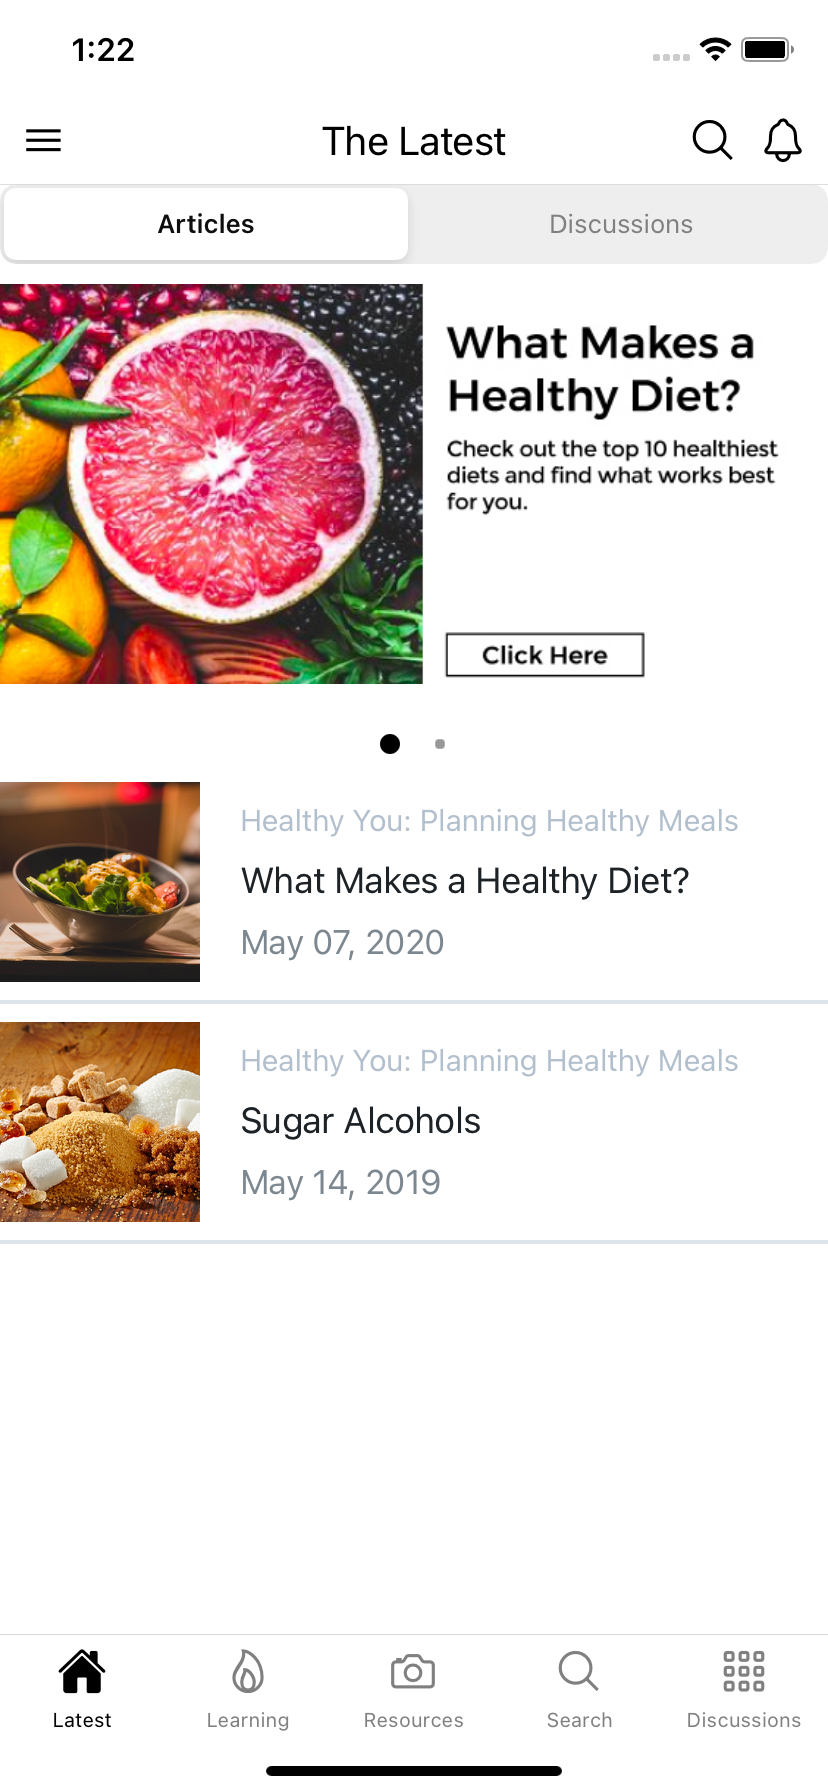 1:22
The Latest
Articles
Discussions
What Makes a
Healthy Diet?
Check out the top 10 healthiest
diets and find what works best
for you.
Click Here
Healthy You: Planning Healthy Meals
What Makes a Healthy Diet?
May 07, 2020
Healthy You: Planning Healthy Meals
Sugar Alcohols
May 14, 2019
Latest
Learning
Resources
Search
Discussions